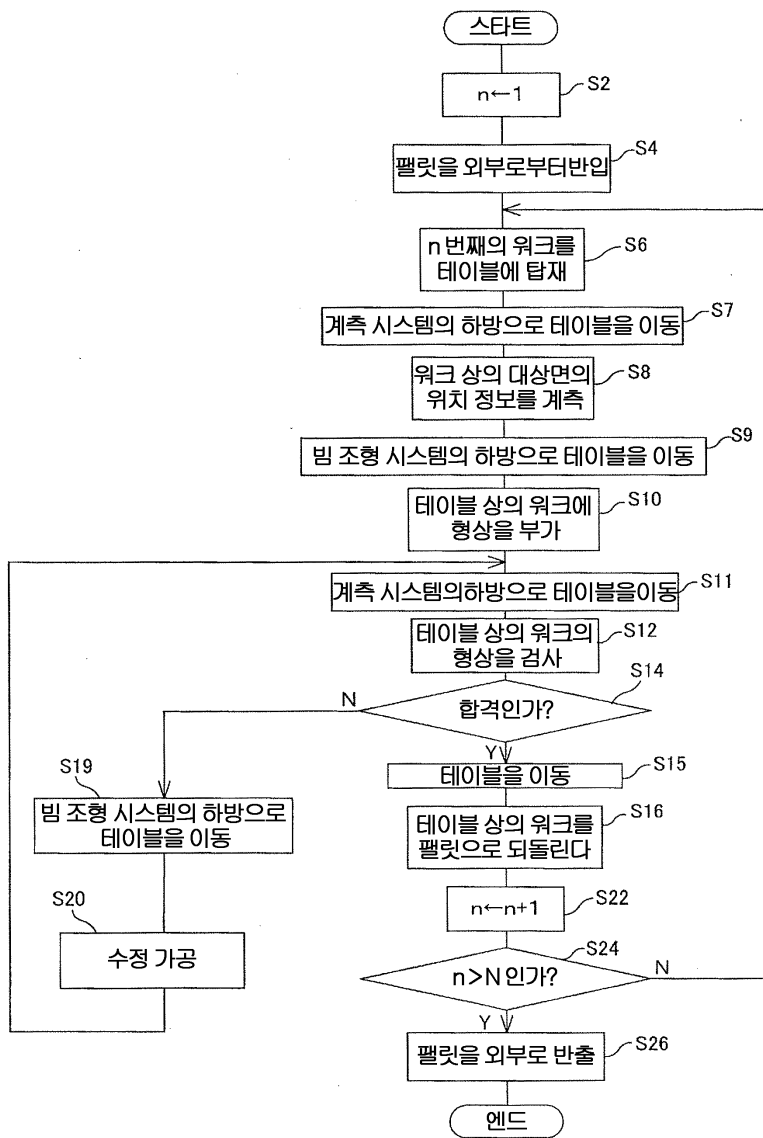 스타트
n←1
S2
팰릿을 외부로부터반입
S4
n 번째의 워크를
테이블에 탑재
S6
계측 시스템의 하방으로 테이블을 이동
S7
워크 상의 대상면의
위치 정보를 계측
S8
빔 조형 시스템의 하방으로 테이블을 이동
S9
테이블 상의 워크에
형상을 부가
S10
계측 시스템의하방으로 테이블을이동
S11
테이블 상의 워크의
형상을 검사
S12
합격인가?
S14
N
Y
테이블을 이동
S15
S19
빔 조형 시스템의 하방으로
테이블을 이동
테이블 상의 워크를
팰릿으로 되돌린다
S16
S20
수정 가공
n←n+1
S22
n>N 인가?
S24
N
Y
팰릿을 외부로 반출
S26
엔드